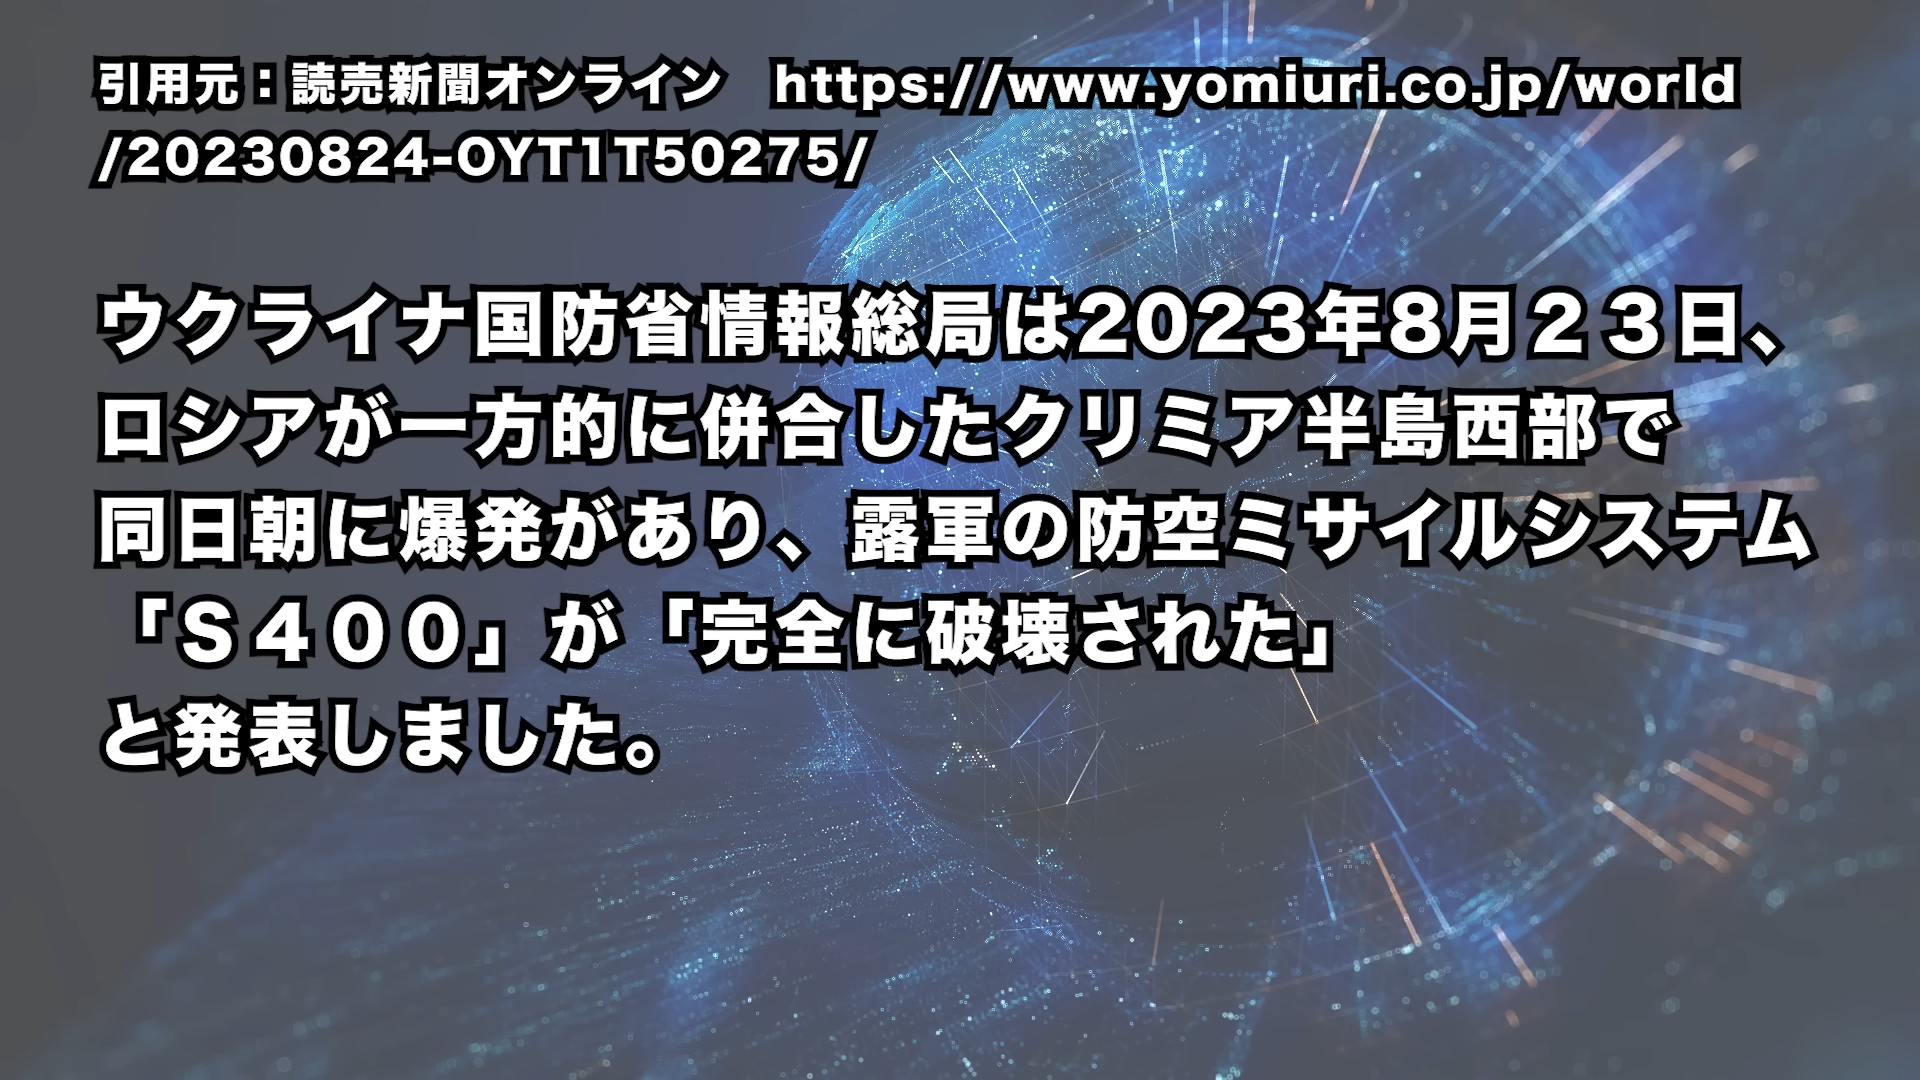 引用元：読売新聞オンライン　https://www.yomiuri.co.jp/world
/20230824-OYT1T50275/
ウクライナ国防省情報総局は2023年8月２３日、
ロシアが一方的に併合したクリミア半島西部で
同日朝に爆発があり、露軍の防空ミサイルシステム
「Ｓ４００」が「完全に破壊された」
と発表しました。